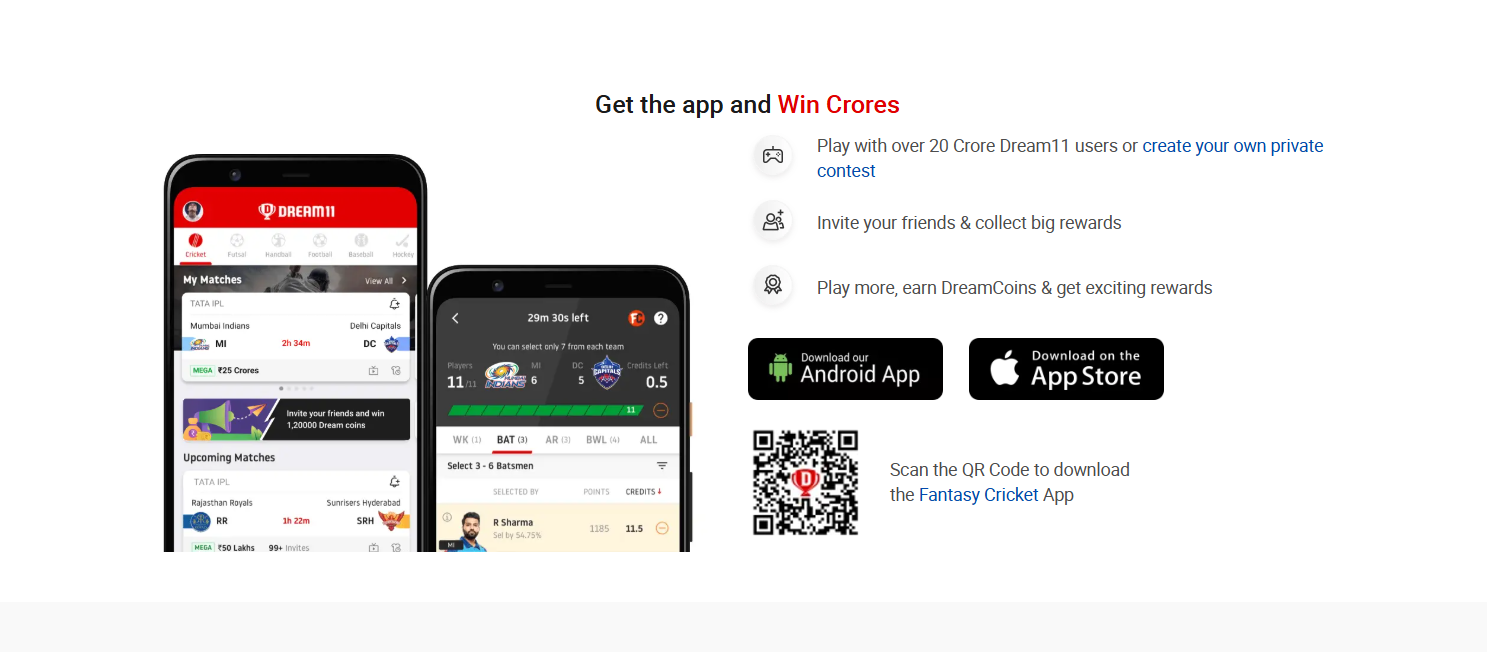 Get the app and Win Crores
Play with over 20 Crore Dream11 users or create your own private
contest
Invite your friends & collect big rewards
Play more, earn DreamCoins & get exciting rewards
Download our
Android App
Download on the
App Store
Scan the QR Code to download
the Fantasy Cricket App
DREAM11
Cricket Futsal Handball Football Baseball Hockey
My Matches View All
TATA IPL
Mumbai Indians Delhi Capitals
MI 2h 34m DC
MEGA ₹25 Crores
Invite your friends and win
1,20000 Dream coins
Upcoming Matches
TATA IPL
Rajasthan Royals Sunrisers Hyderabad
RR 1h 22m SRH
MEGA ₹50 Lakhs 99+ Invites
29m 30s left FC ?
You can select only 7 from each team
Players MI DC Credits Left
11/11 INDIANS 6 5 CAPITALS 0.5
11
WK (1) BAT (3) AR (3) BWL (4) ALL
Select 3 - 6 Batsmen
SELECTED BY POINTS CREDITS
R Sharma 1185 11.5
Sel by 54.75%
MI